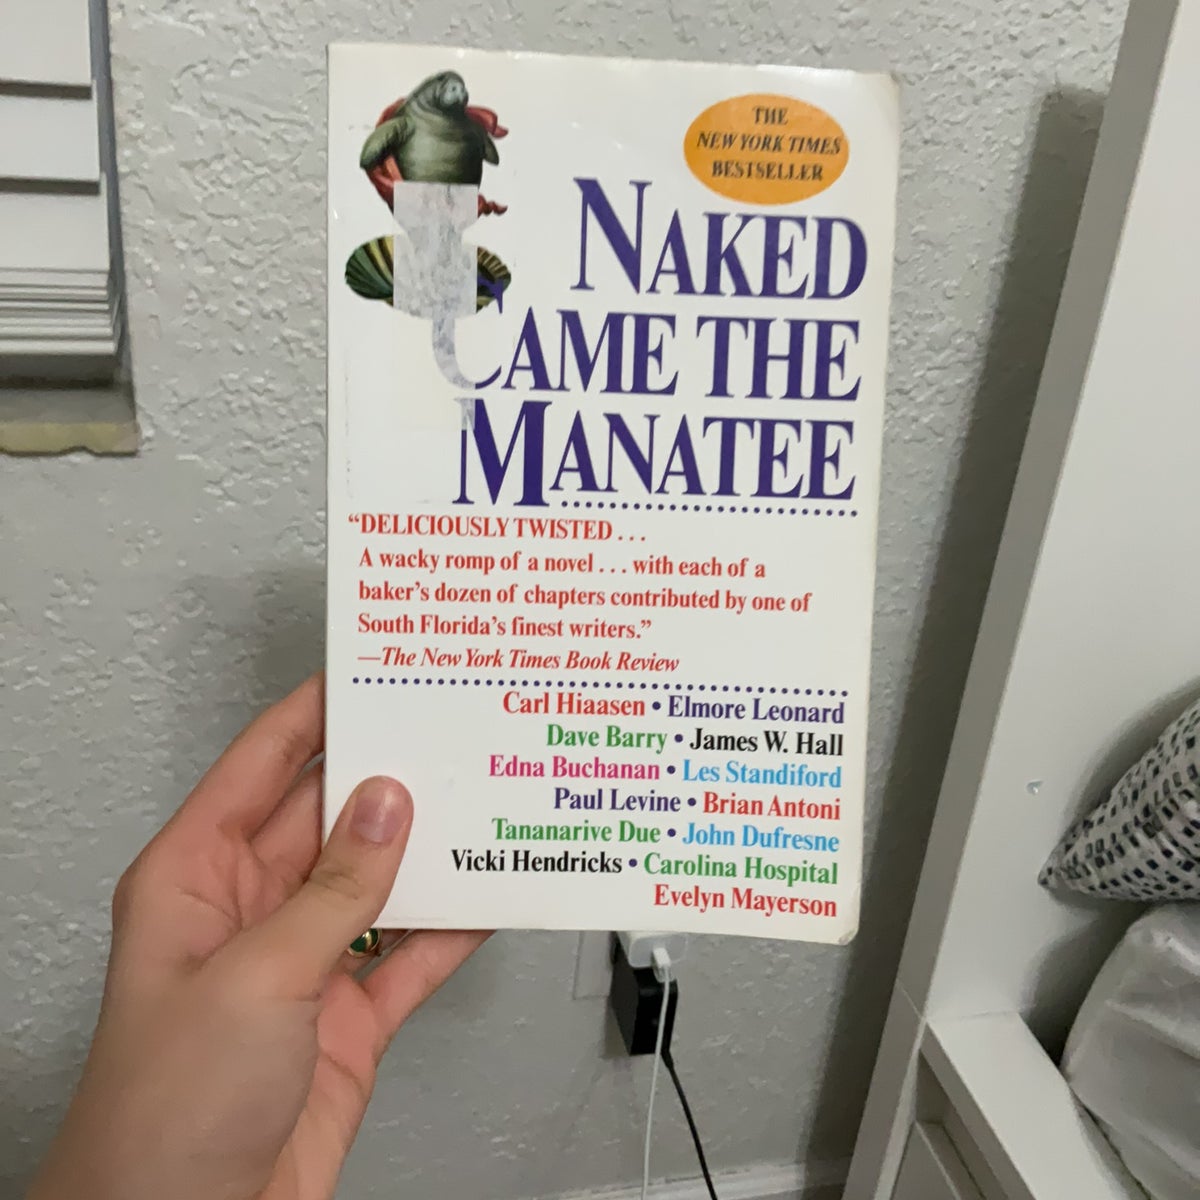 THE
NEW YORK TIMES
BESTSELLER
NAKED
CAME THE
MANATEE
“DELICIOUSLY TWISTED . . .
A wacky romp of a novel . . . with each of a
baker’s dozen of chapters contributed by one of
South Florida’s finest writers.”
—The New York Times Book Review
Carl Hiaasen • Elmore Leonard
Dave Barry • James W. Hall
Edna Buchanan • Les Standiford
Paul Levine • Brian Antoni
Tananarive Due • John Dufresne
Vicki Hendricks • Carolina Hospital
Evelyn Mayerson